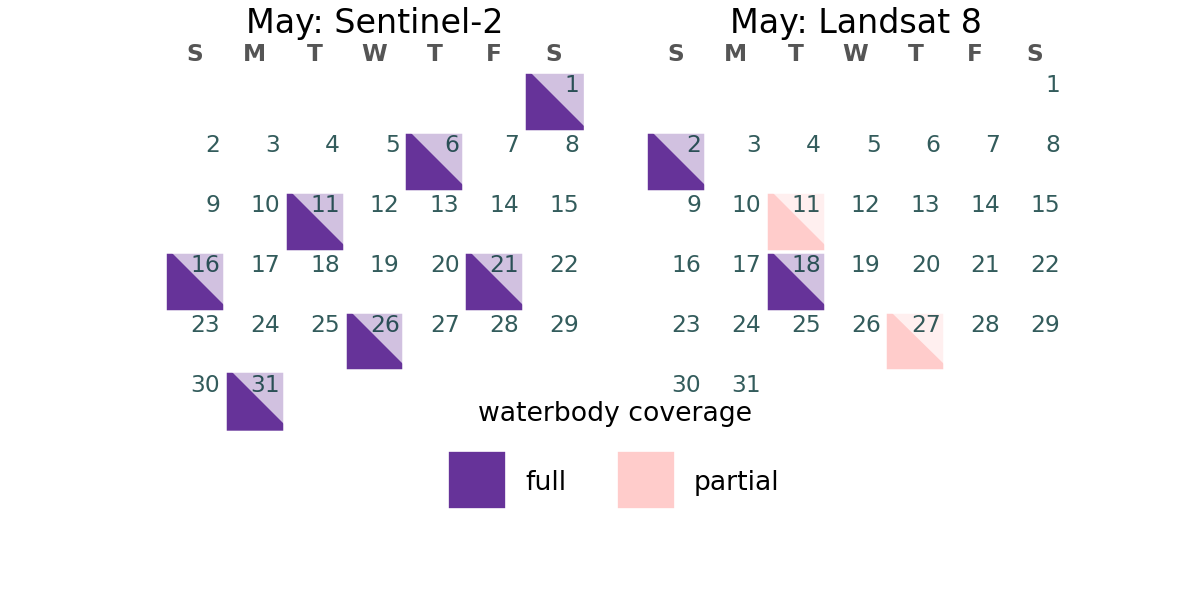 May: Sentinel-2
S M T W T F S
1
2 3 4 5 6 7 8
9 10 11 12 13 14 15
16 17 18 19 20 21 22
23 24 25 26 27 28 29
30 31
May: Landsat 8
S M T W T F S
1
2 3 4 5 6 7 8
9 10 11 12 13 14 15
16 17 18 19 20 21 22
23 24 25 26 27 28 29
30 31
waterbody coverage
full
partial